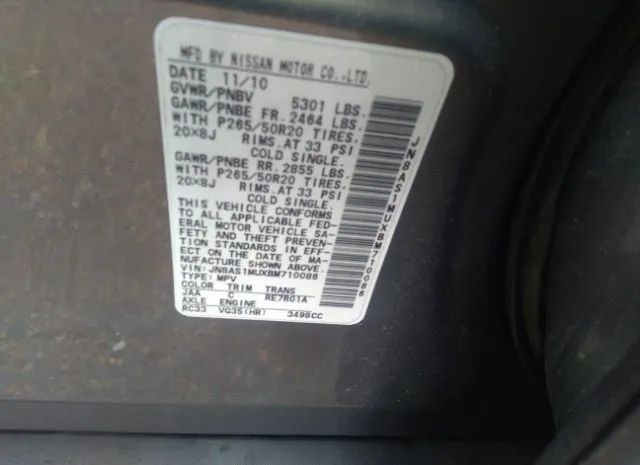 MFD BY NISSAN MOTOR CO.,LTD.
DATE 11/10
GVWR/PNBV 5301 LBS.
GAWR/PNBE FR. 2464 LBS.
WITH P265/50R20 TIRES.
20X8J RIMS.AT 33 PSI
COLD SINGLE.
GAWR/PNBE RR. 2855 LBS.
WITH P265/50R20 TIRES.
20X8J RIMS.AT 33 PSI
COLD SINGLE.
THIS VEHICLE CONFORMS
TO ALL APPLICABLE FED-
ERAL MOTOR VEHICLE SA-
FETY AND THEFT PREVEN-
TION STANDARDS IN EFF-
ECT ON THE DATE OF MA-
NUFACTURE SHOWN ABOVE.
VIN: JN8AS1MUXBM710086
TYPE: MPV
COLOR TRIM TRANS
JAA C RE7R01A
AXLE ENGINE
RC33 VQ35(HR) 3498CC
JN8AS1MUXBM710086